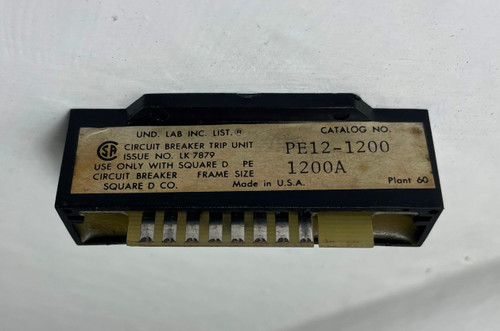 UND. LAB INC. LIST.® CATALOG NO.
SA CIRCUIT BREAKER TRIP UNIT PE12-1200
ISSUE NO. LK 7879
USE ONLY WITH SQUARE D PE 1200A
CIRCUIT BREAKER FRAME SIZE
SQUARE D CO. Made in U.S.A. Plant 60